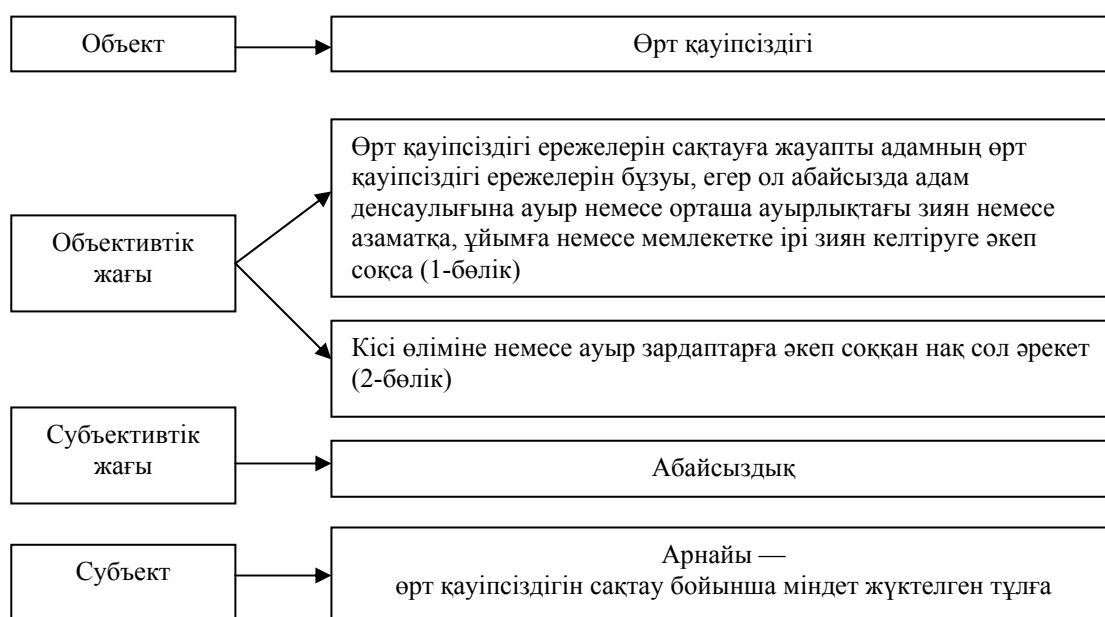 Объект
Өрт қауіпсіздігі
Объективтік
жағы
Өрт қауіпсіздігі ережелерін сақтауға жауапты адамның өрт
қауіпсіздігі ережелерін бұзуы, егер ол абайсызда адам
денсаулығына ауыр немесе орташа ауырлықтағы зиян немесе
азаматқа, ұйымға немесе мемлекетке ірі зиян келтіруге әкеп
соқса (1-бөлік)
Кісі өліміне немесе ауыр зардаптарға әкеп соққан нақ сол әрекет
(2-бөлік)
Субъективтік
жағы
Абайсыздық
Субъект
Арнайы —
өрт қауіпсіздігін сақтау бойынша міндет жүктелген тұлға